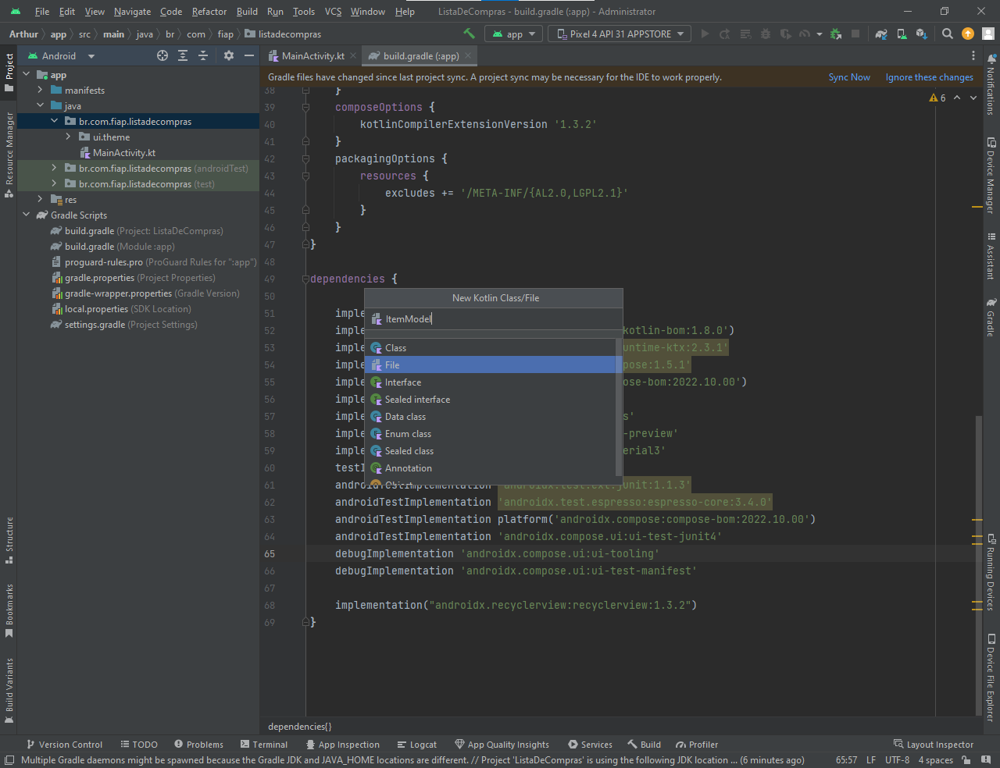 File Edit View Navigate Code Refactor Build Run Tools VCS Window Help ListaDeCompras - build.gradle (:app) - Administrator
Arthur app src main java br com fiap listadecompras app Pixel 4 API 31 APPSTORE
Project
Resource Manager
Structure
Bookmarks
Build Variants
Android
app
manifests
java
br.com.fiap.listadecompras
ui.theme
MainActivity.kt
br.com.fiap.listadecompras (androidTest)
br.com.fiap.listadecompras (test)
res
Gradle Scripts
build.gradle (Project: ListaDeCompras)
build.gradle (Module :app)
proguard-rules.pro (ProGuard Rules for ":app")
gradle.properties (Project Properties)
gradle-wrapper.properties (Gradle Version)
local.properties (SDK Location)
settings.gradle (Project Settings)
MainActivity.kt build.gradle (:app)
Gradle files have changed since last project sync. A project sync may be necessary for the IDE to work properly. Sync Now Ignore these changes
6
38 }
39 composeOptions {
40 kotlinCompilerExtensionVersion '1.3.2'
41 }
42 packagingOptions {
43 resources {
44 excludes += '/META-INF/{AL2.0,LGPL2.1}'
45 }
46 }
47 }
48
49 dependencies {
50
51 imple
52 imple kotlin-bom:1.8.0')
53 imple untime-ktx:2.3.1'
54 imple pose:1.5.1'
55 imple ose-bom:2022.10.00')
56 imple
57 imple s'
58 imple -preview'
59 imple erial3'
60 testI
61 androidTestImplementation 'androidx.test.ext:junit:1.1.3'
62 androidTestImplementation 'androidx.test.espresso:espresso-core:3.4.0'
63 androidTestImplementation platform('androidx.compose:compose-bom:2022.10.00')
64 androidTestImplementation 'androidx.compose.ui:ui-test-junit4'
65 debugImplementation 'androidx.compose.ui:ui-tooling'
66 debugImplementation 'androidx.compose.ui:ui-test-manifest'
67
68 implementation("androidx.recyclerview:recyclerview:1.3.2")
69 }
New Kotlin Class/File
ItemModel
Class
File
Interface
Sealed interface
Data class
Enum class
Sealed class
Annotation
Object
dependencies{}
Notifications
Device Manager
Assistant
Gradle
Running Devices
Device File Explorer
Version Control TODO Problems Terminal App Inspection Logcat App Quality Insights Services Build Profiler Layout Inspector
Multiple Gradle daemons might be spawned because the Gradle JDK and JAVA_HOME locations are different. // Project 'ListaDeCompras' is using the following JDK location ... (6 minutes ago) 65:57 LF UTF-8 4 spaces